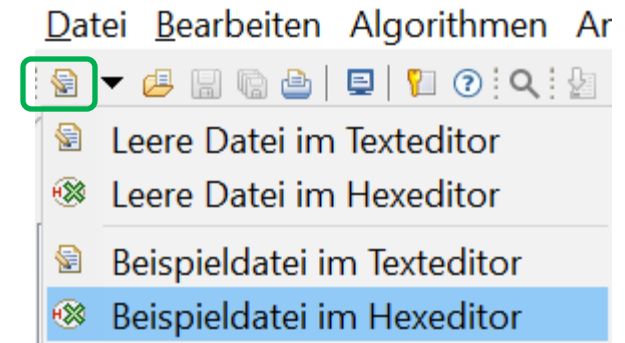 Datei Bearbeiten Algorithmen
Leere Datei im Texteditor
Leere Datei im Hexeditor
Beispieldatei im Texteditor
Beispieldatei im Hexeditor